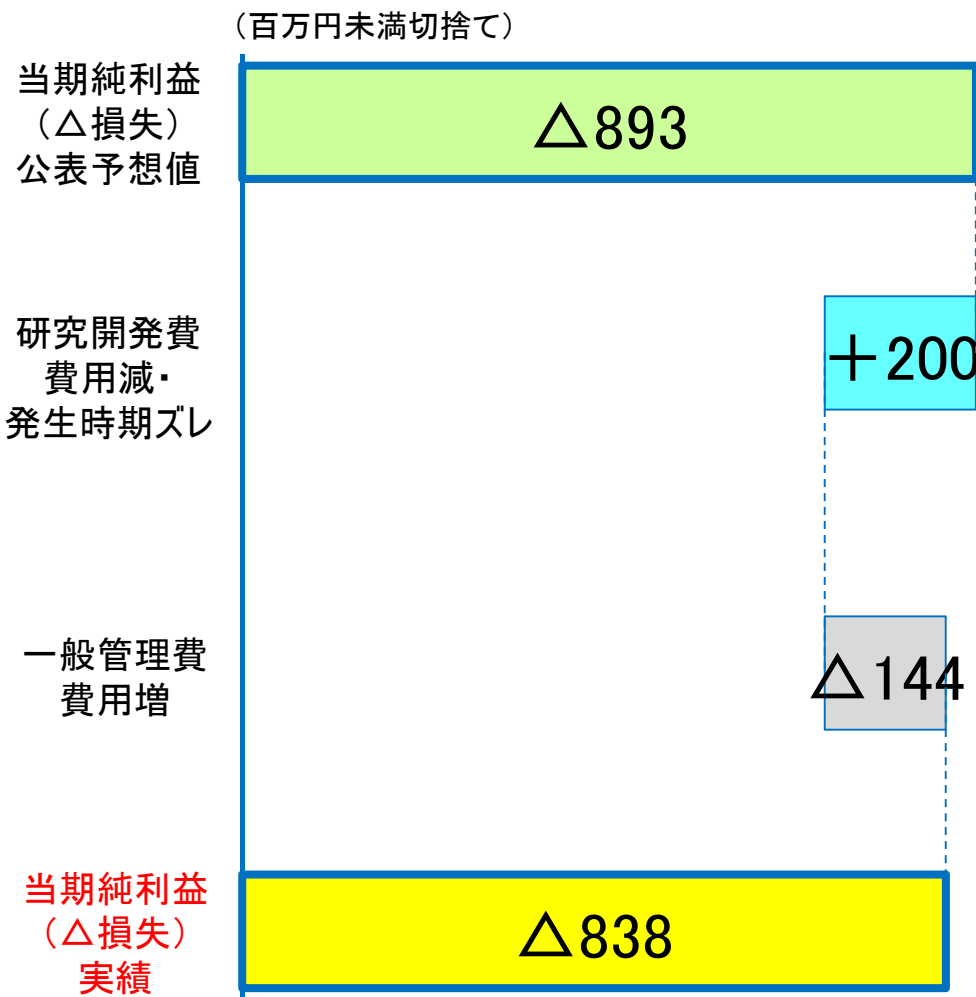 （百万円未満切捨て）
当期純利益
（△損失）
公表予想値
△893
研究開発費
費用減・
発生時期ズレ
＋200
一般管理費
費用増
△144
当期純利益
（△損失）
実績
△838